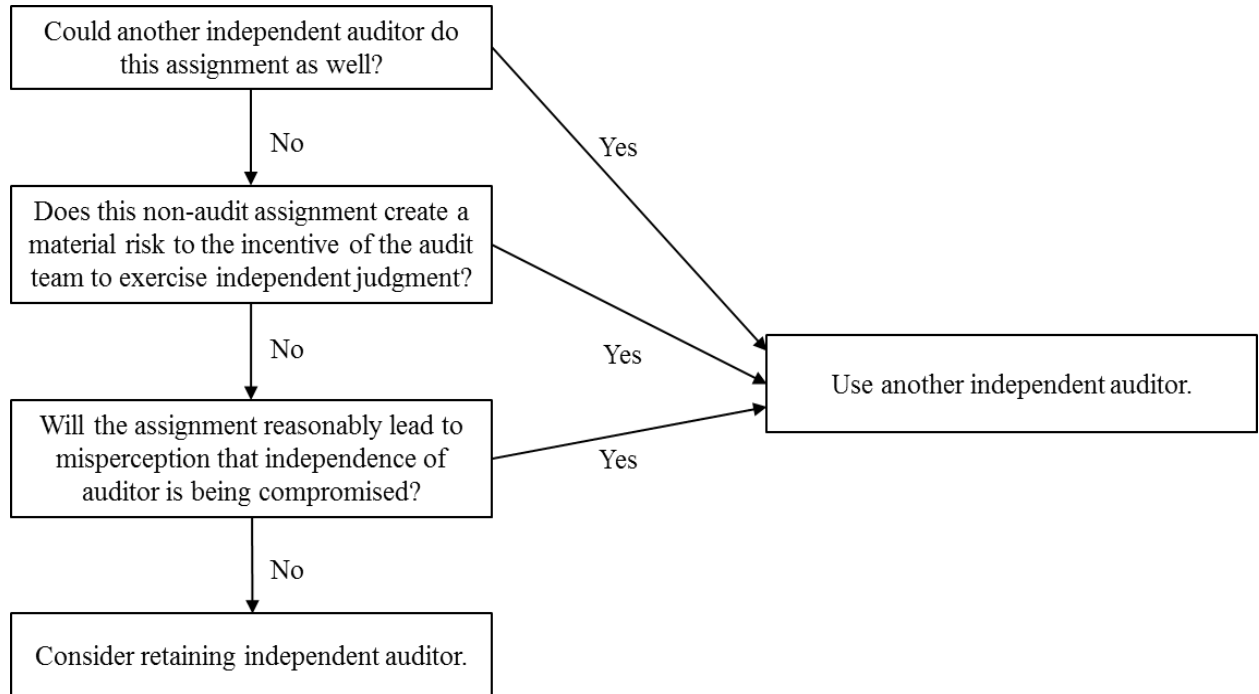 Could another independent auditor do
this assignment as well?
No
Yes
Does this non-audit assignment create a
material risk to the incentive of the audit
team to exercise independent judgment?
No
Yes
Use another independent auditor.
Will the assignment reasonably lead to
misperception that independence of
auditor is being compromised?
Yes
No
Consider retaining independent auditor.